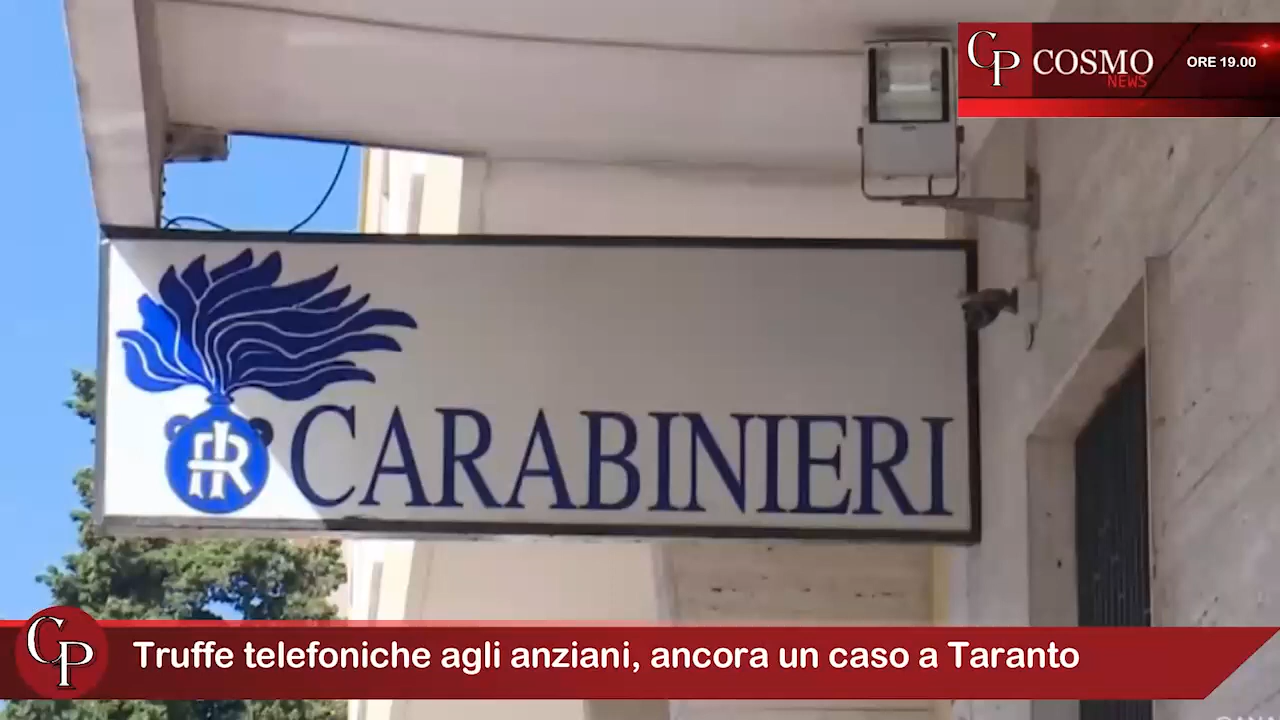 CP COSMO
NEWS
ORE 19.00
CARABINIERI
CP
Truffe telefoniche agli anziani, ancora un caso a Taranto